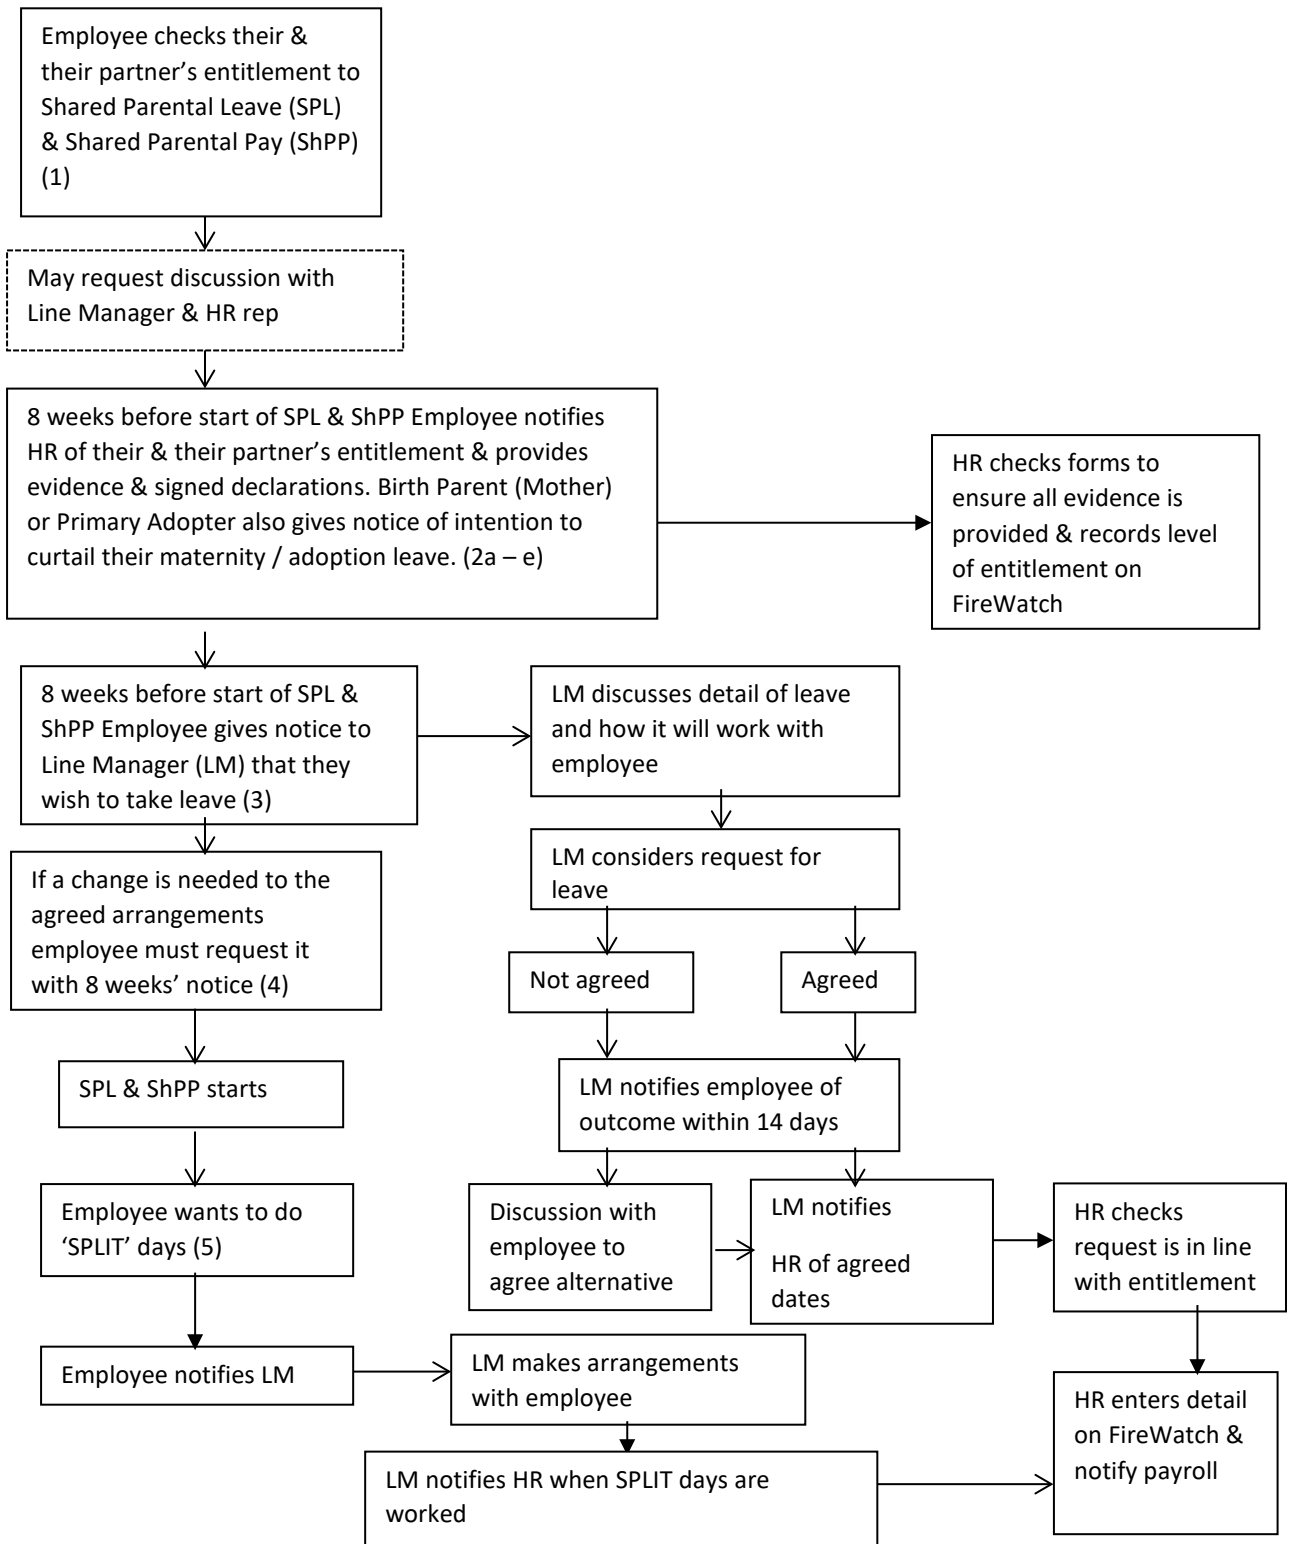 Employee checks their &
their partner’s entitlement to
Shared Parental Leave (SPL)
& Shared Parental Pay (ShPP)
(1)
May request discussion with
Line Manager & HR rep
8 weeks before start of SPL & ShPP Employee notifies
HR of their & their partner’s entitlement & provides
evidence & signed declarations. Birth Parent (Mother)
or Primary Adopter also gives notice of intention to
curtail their maternity / adoption leave. (2a – e)
HR checks forms to
ensure all evidence is
provided & records level
of entitlement on
FireWatch
8 weeks before start of SPL &
ShPP Employee gives notice to
Line Manager (LM) that they
wish to take leave (3)
LM discusses detail of leave
and how it will work with
employee
LM considers request for
leave
If a change is needed to the
agreed arrangements
employee must request it
with 8 weeks’ notice (4)
Not agreed
Agreed
SPL & ShPP starts
LM notifies employee of
outcome within 14 days
Employee wants to do
‘SPLIT’ days (5)
Discussion with
employee to
agree alternative
LM notifies
HR of agreed
dates
HR checks
request is in line
with entitlement
Employee notifies LM
LM makes arrangements
with employee
HR enters detail
on FireWatch &
notify payroll
LM notifies HR when SPLIT days are
worked